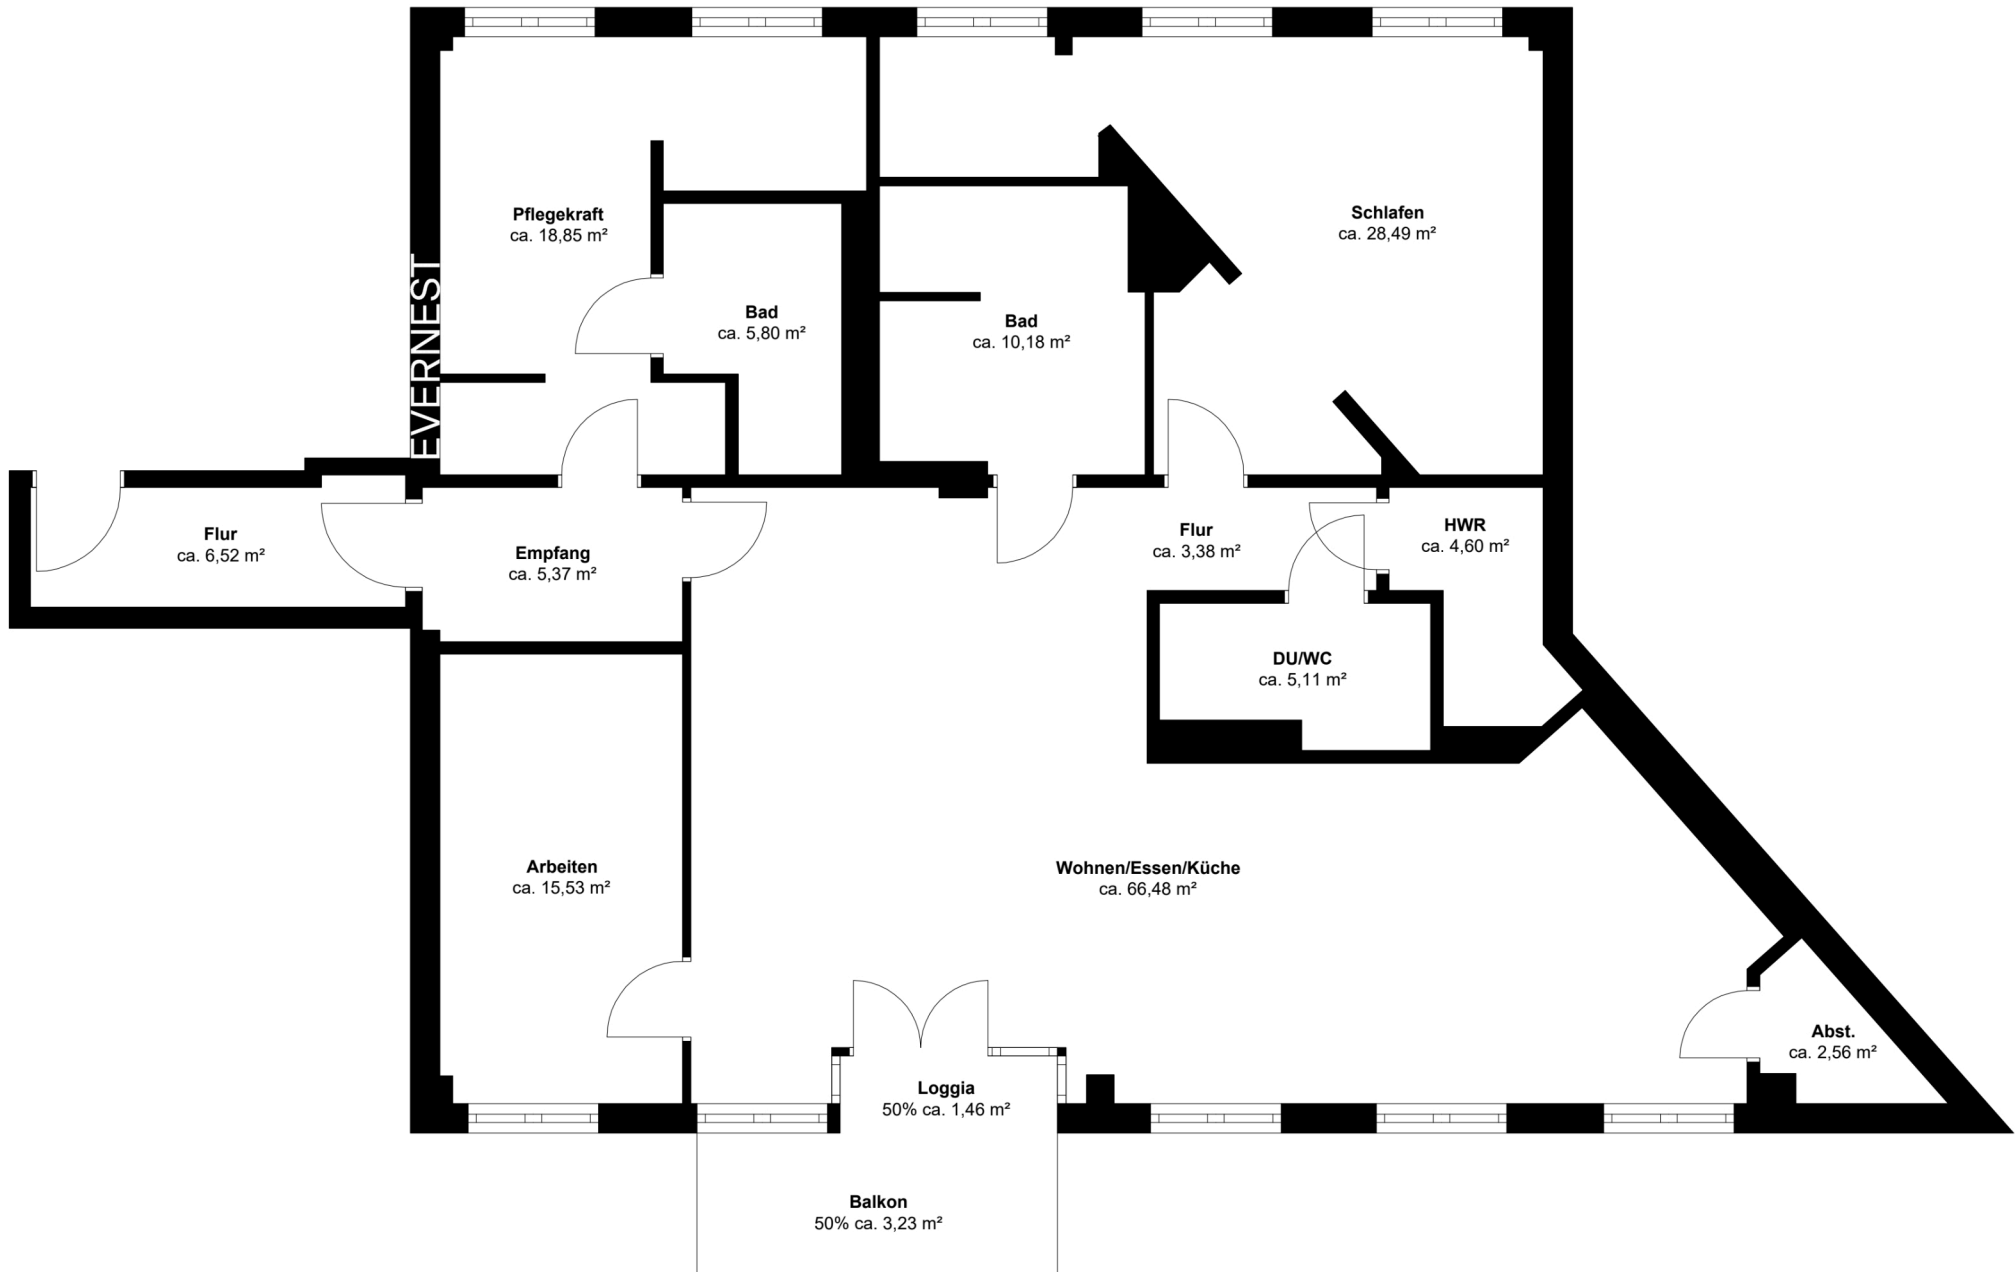 Pflegekraft
ca. 18,85 m²
Schlafen
ca. 28,49 m²
Bad
ca. 5,80 m²
Bad
ca. 10,18 m²
EVERNEST
Flur
ca. 6,52 m²
Empfang
ca. 5,37 m²
Flur
ca. 3,38 m²
HWR
ca. 4,60 m²
DU/WC
ca. 5,11 m²
Arbeiten
ca. 15,53 m²
Wohnen/Essen/Küche
ca. 66,48 m²
Abst.
ca. 2,56 m²
Loggia
50% ca. 1,46 m²
Balkon
50% ca. 3,23 m²